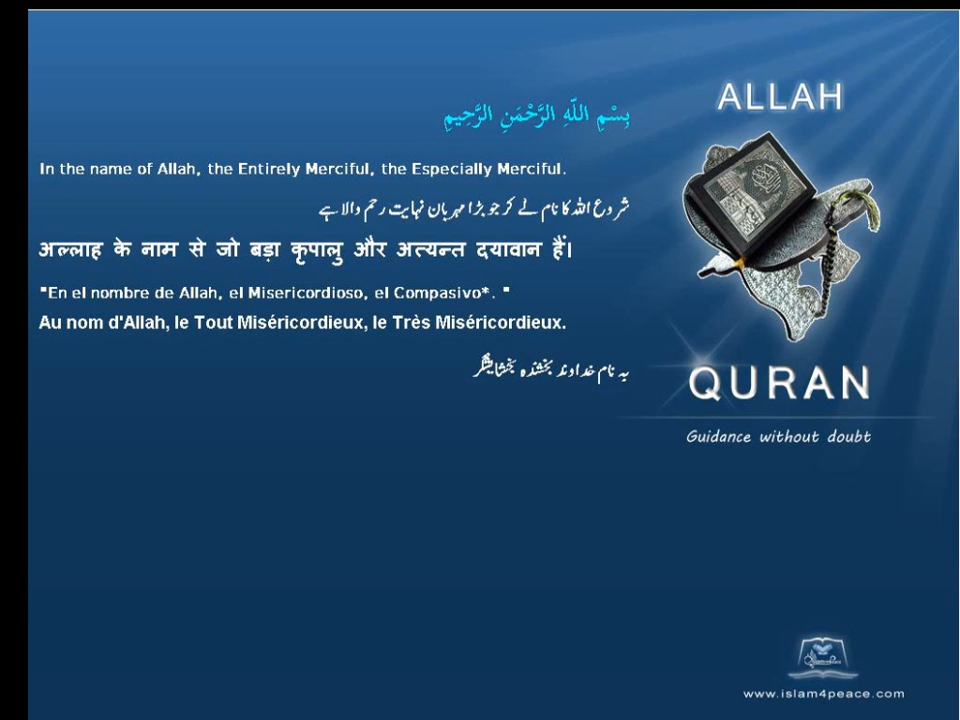 بِسْمِ اللّهِ الرَّحْمَنِ الرَّحِيمِ
In the name of Allah, the Entirely Merciful, the Especially Merciful.
شروع اللہ کا نام لے کر جو بڑا مہربان نہایت رحم والا ہے
अल्लाह के नाम से जो बड़ा कृपालु और अत्यन्त दयावान हैं।
"En el nombre de Allah, el Misericordioso, el Compasivo*. "
Au nom d'Allah, le Tout Miséricordieux, le Très Miséricordieux.
به نام خداوند بخشنده بخشایشگر
ALLAH
QURAN
Guidance without doubt
www.islam4peace.com